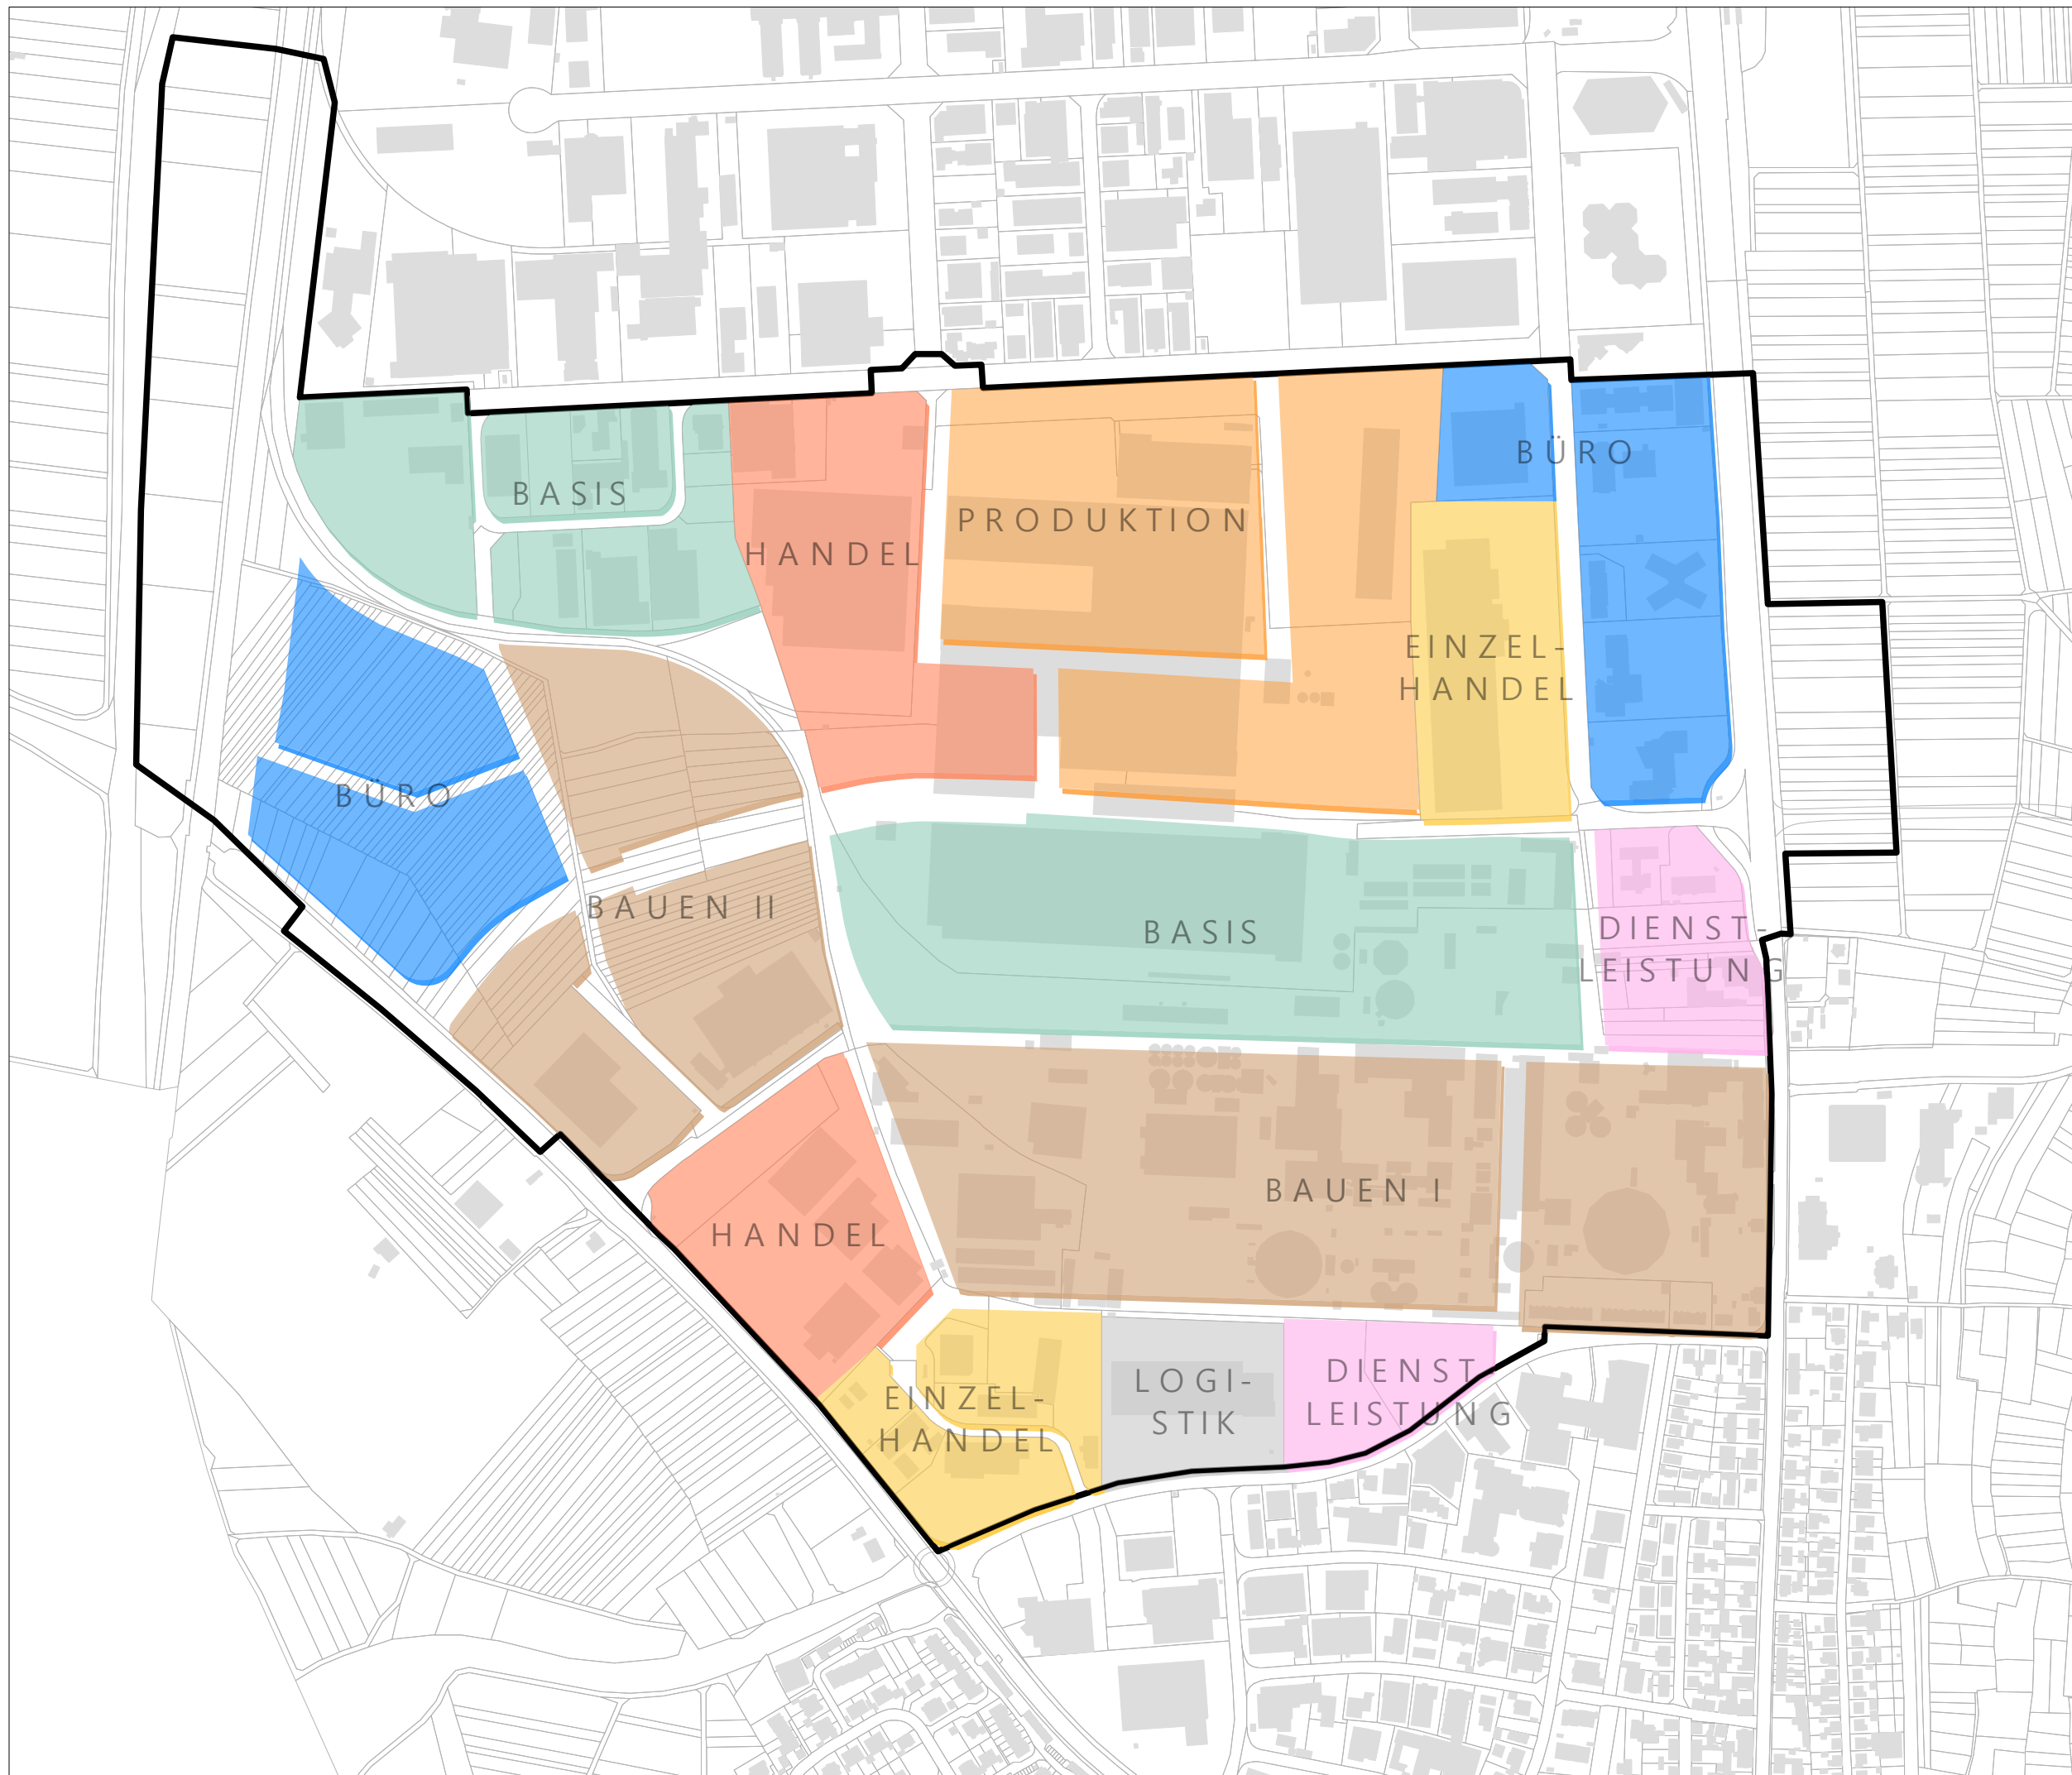 BÜRO
BASIS
PRODUKTION
HANDEL
EINZEL-
HANDEL
BÜRO
BAUEN II
BASIS
DIENST-
LEISTUNG
BAUEN I
HANDEL
EINZEL-
HANDEL
LOGI-
STIK
DIENST-
LEISTUNG